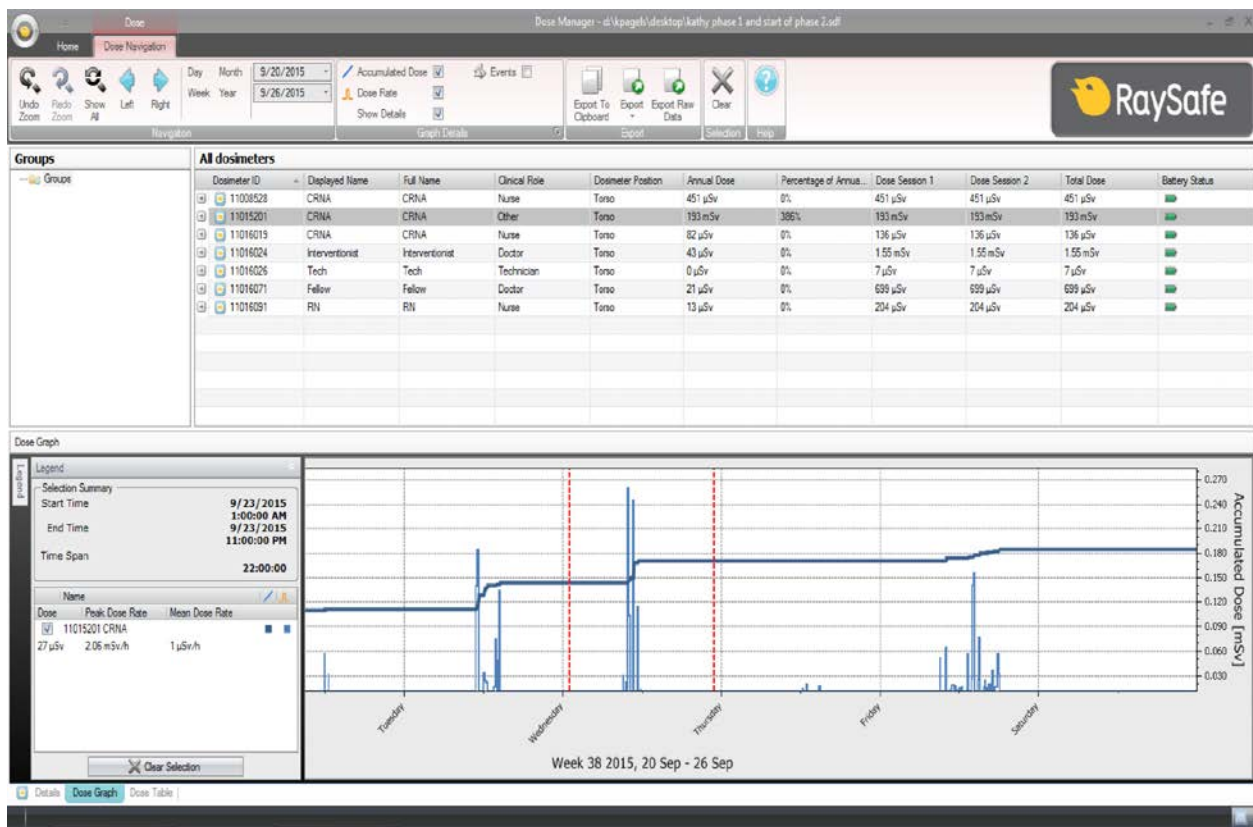 Dose
Dose Manager - d:\kpagels\desktop\kathy phase 1 and start of phase 2.sdf
Home Dose Navigation
Undo Zoom Redo Zoom Show All Left Right
Day Month 9/20/2015
Week Year 9/26/2015
Navigation
Accumulated Dose Events
Dose Rate
Show Details
Graph Details
Export To Clipboard Export Export Raw Data
Export
Clear
Selection
Help
RaySafe
Groups
Groups
All dosimeters
Dosimeter ID Displayed Name Full Name Clinical Role Dosimeter Position Annual Dose Percentage of Annua... Dose Session 1 Dose Session 2 Total Dose Battery Status
11008528 CRNA CRNA Nurse Torso 451 µSv 0% 451 µSv 451 µSv 451 µSv
11015201 CRNA CRNA Other Torso 193 mSv 386% 193 mSv 193 mSv 193 mSv
11016019 CRNA CRNA Nurse Torso 82 µSv 0% 136 µSv 136 µSv 136 µSv
11016024 Interventionist Interventionist Doctor Torso 43 µSv 0% 1.55 mSv 1.55 mSv 1.55 mSv
11016026 Tech Tech Technician Torso 0 µSv 0% 7 µSv 7 µSv 7 µSv
11016071 Fellow Fellow Doctor Torso 21 µSv 0% 699 µSv 699 µSv 699 µSv
11016091 RN RN Nurse Torso 13 µSv 0% 204 µSv 204 µSv 204 µSv
Dose Graph
Legend
Legend
Selection Summary
Start Time 9/23/2015
1:00:00 AM
End Time 9/23/2015
11:00:00 PM
Time Span
22:00:00
Name
Dose Peak Dose Rate Mean Dose Rate
11015201 CRNA
27 µSv 2.06 mSv/h 1 µSv/h
Clear Selection
0.270
0.240
0.210
0.180
0.150
0.120
0.090
0.060
0.030
Accumulated Dose [mSv]
Tuesday Wednesday Thursday Friday Saturday
Week 38 2015, 20 Sep - 26 Sep
Details Dose Graph Dose Table